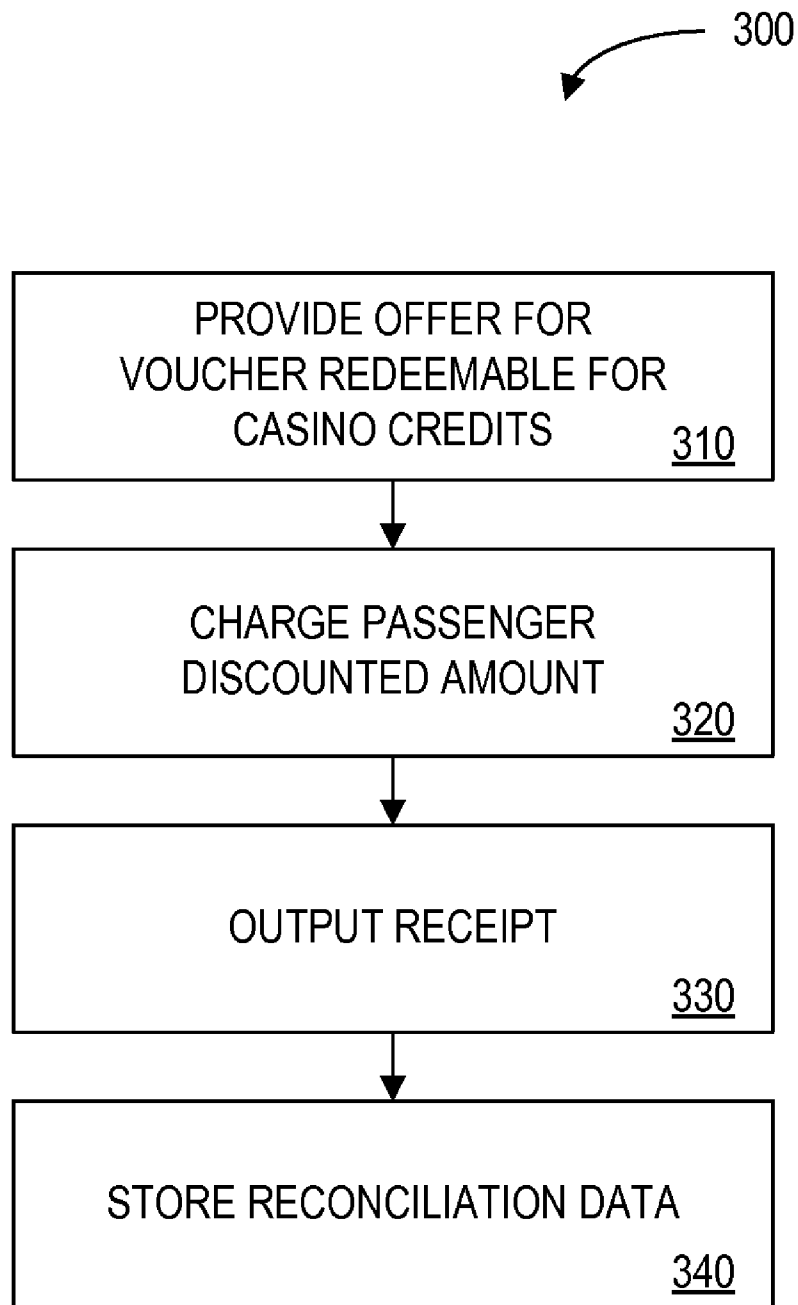 300
PROVIDE OFFER FOR
VOUCHER REDEEMABLE FOR
CASINO CREDITS
310
CHARGE PASSENGER
DISCOUNTED AMOUNT
320
OUTPUT RECEIPT
330
STORE RECONCILIATION DATA
340